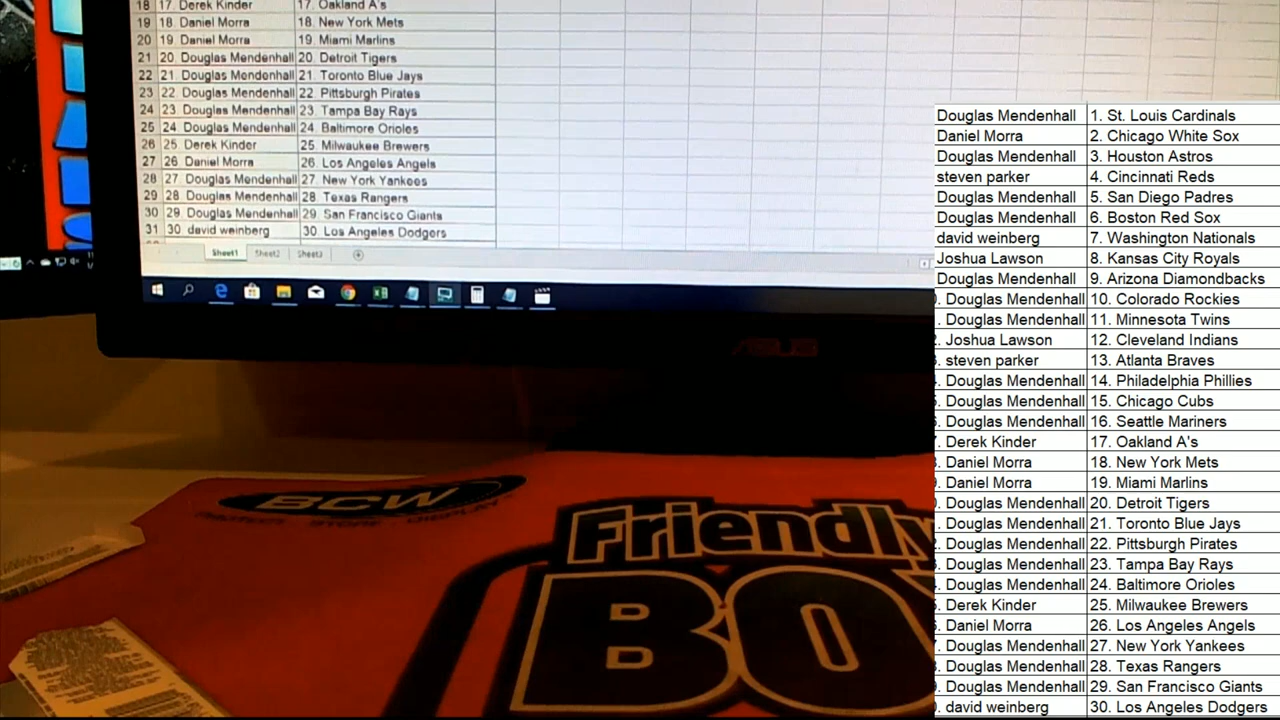 18 17. Derek Kinder 17. Oakland A's
19 18. Daniel Morra 18. New York Mets
20 19. Daniel Morra 19. Miami Marlins
21 20. Douglas Mendenhall 20. Detroit Tigers
22 21. Douglas Mendenhall 21. Toronto Blue Jays
23 22. Douglas Mendenhall 22. Pittsburgh Pirates
24 23. Douglas Mendenhall 23. Tampa Bay Rays
25 24. Douglas Mendenhall 24. Baltimore Orioles
26 25. Derek Kinder 25. Milwaukee Brewers
27 26. Daniel Morra 26. Los Angeles Angels
28 27. Douglas Mendenhall 27. New York Yankees
29 28. Douglas Mendenhall 28. Texas Rangers
30 29. Douglas Mendenhall 29. San Francisco Giants
31 30. david weinberg 30. Los Angeles Dodgers
Sheet1 Sheet2 Sheet3
ASUS
BCW
Friendly
BO
Douglas Mendenhall 1. St. Louis Cardinals
Daniel Morra 2. Chicago White Sox
Douglas Mendenhall 3. Houston Astros
steven parker 4. Cincinnati Reds
Douglas Mendenhall 5. San Diego Padres
Douglas Mendenhall 6. Boston Red Sox
david weinberg 7. Washington Nationals
Joshua Lawson 8. Kansas City Royals
Douglas Mendenhall 9. Arizona Diamondbacks
. Douglas Mendenhall 10. Colorado Rockies
. Douglas Mendenhall 11. Minnesota Twins
. Joshua Lawson 12. Cleveland Indians
. steven parker 13. Atlanta Braves
. Douglas Mendenhall 14. Philadelphia Phillies
. Douglas Mendenhall 15. Chicago Cubs
. Douglas Mendenhall 16. Seattle Mariners
. Derek Kinder 17. Oakland A's
. Daniel Morra 18. New York Mets
. Daniel Morra 19. Miami Marlins
. Douglas Mendenhall 20. Detroit Tigers
. Douglas Mendenhall 21. Toronto Blue Jays
. Douglas Mendenhall 22. Pittsburgh Pirates
. Douglas Mendenhall 23. Tampa Bay Rays
. Douglas Mendenhall 24. Baltimore Orioles
. Derek Kinder 25. Milwaukee Brewers
. Daniel Morra 26. Los Angeles Angels
. Douglas Mendenhall 27. New York Yankees
. Douglas Mendenhall 28. Texas Rangers
. Douglas Mendenhall 29. San Francisco Giants
. david weinberg 30. Los Angeles Dodgers